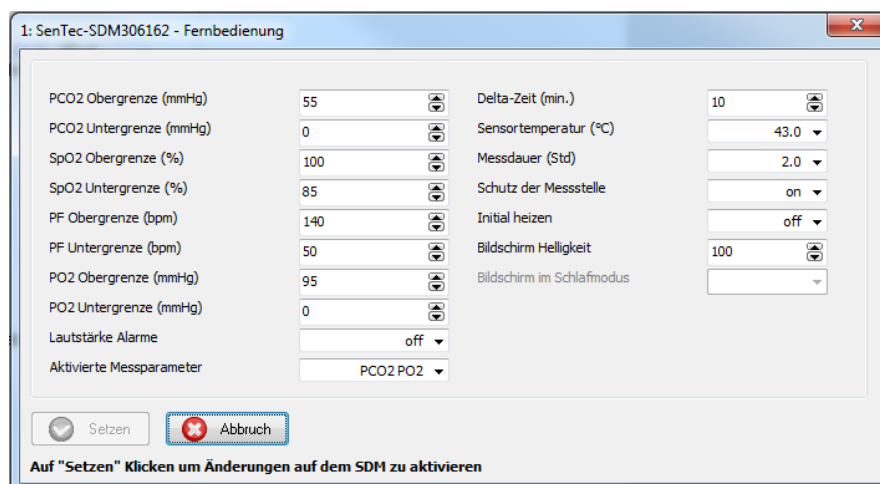 1: SenTec-SDM306162 - Fernbedienung
PCO2 Obergrenze (mmHg) 55
PCO2 Untergrenze (mmHg) 0
SpO2 Obergrenze (%) 100
SpO2 Untergrenze (%) 85
PF Obergrenze (bpm) 140
PF Untergrenze (bpm) 50
PO2 Obergrenze (mmHg) 95
PO2 Untergrenze (mmHg) 0
Lautstärke Alarme off
Aktivierte Messparameter PCO2 PO2
Delta-Zeit (min.) 10
Sensortemperatur (°C) 43.0
Messdauer (Std) 2.0
Schutz der Messstelle on
Initial heizen off
Bildschirm Helligkeit 100
Bildschirm im Schlafmodus
Setzen Abbruch
Auf "Setzen" Klicken um Änderungen auf dem SDM zu aktivieren